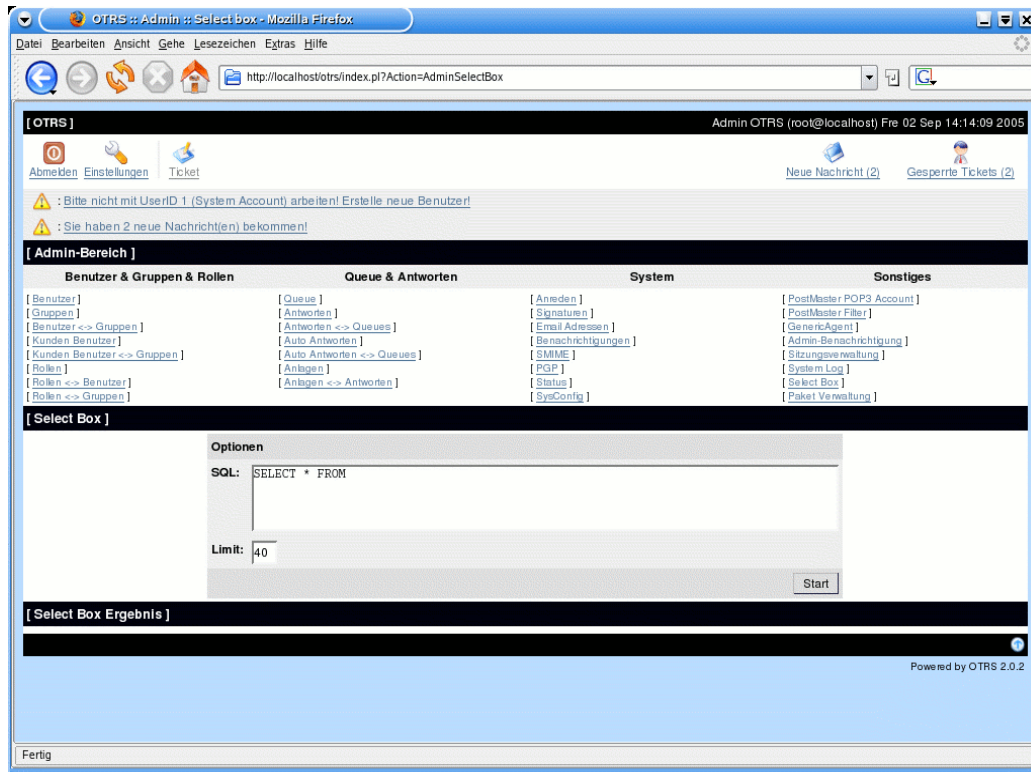 OTRS :: Admin :: Select box - Mozilla Firefox
Datei Bearbeiten Ansicht Gehe Lesezeichen Extras Hilfe
http://localhost/otrs/index.pl?Action=AdminSelectBox
G
[ OTRS ] Admin OTRS (root@localhost) Fre 02 Sep 14:14:09 2005
Abmelden Einstellungen Ticket Neue Nachricht (2) Gesperrte Tickets (2)
: Bitte nicht mit UserID 1 (System Account) arbeiten! Erstelle neue Benutzer!
: Sie haben 2 neue Nachricht(en) bekommen!
[ Admin-Bereich ]
Benutzer & Gruppen & Rollen Queue & Antworten System Sonstiges
[ Benutzer ] [ Queue ] [ Anreden ] [ PostMaster POP3 Account ]
[ Gruppen ] [ Antworten ] [ Signaturen ] [ PostMaster Filter ]
[ Benutzer <-> Gruppen ] [ Antworten <-> Queues ] [ Email Adressen ] [ GenericAgent ]
[ Kunden Benutzer ] [ Auto Antworten ] [ Benachrichtigungen ] [ Admin-Benachrichtigung ]
[ Kunden Benutzer <-> Gruppen ] [ Auto Antworten <-> Queues ] [ SMIME ] [ Sitzungsverwaltung ]
[ Rollen ] [ Anlagen ] [ PGP ] [ System Log ]
[ Rollen <-> Benutzer ] [ Anlagen <-> Antworten ] [ Status ] [ Select Box ]
[ Rollen <-> Gruppen ] [ SysConfig ] [ Paket Verwaltung ]
[ Select Box ]
Optionen
SQL: SELECT * FROM
Limit: 40
Start
[ Select Box Ergebnis ]
Powered by OTRS 2.0.2
Fertig